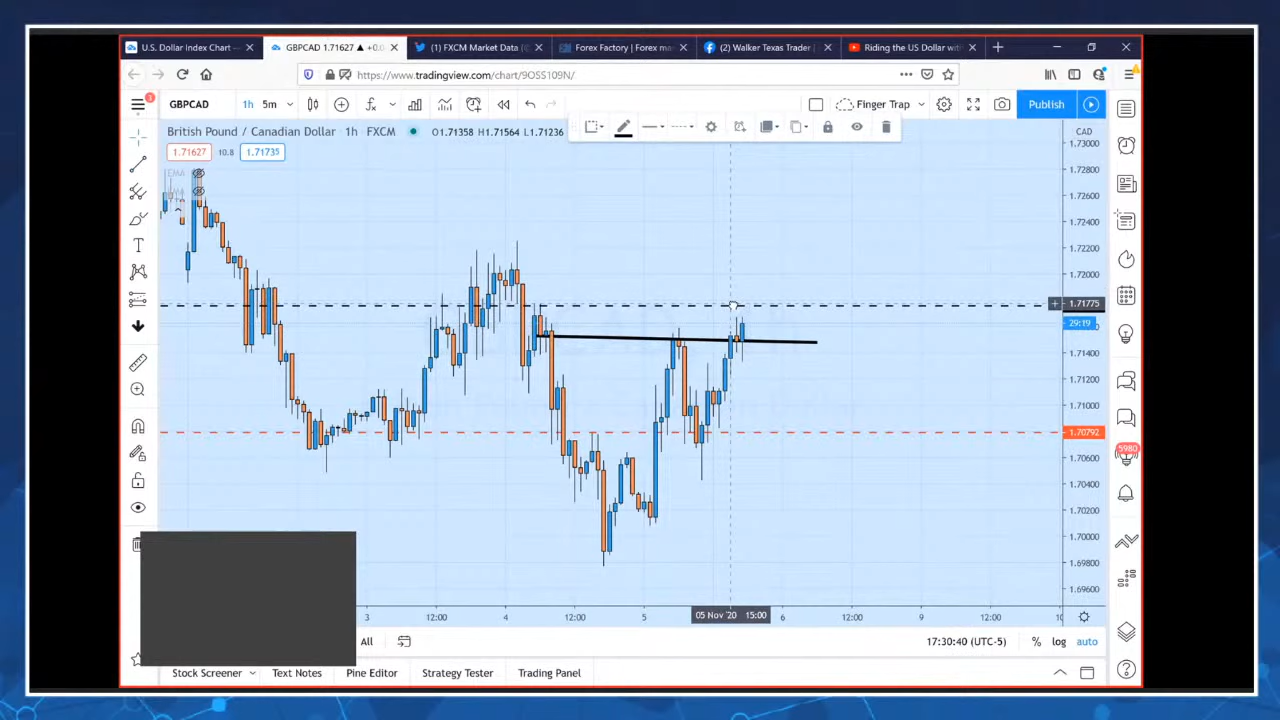 U.S. Dollar Index Chart —
GBPCAD 1.71627 ▲ +0.
(1) FXCM Market Data (
Forex Factory | Forex ma
(2) Walker Texas Trader |
Riding the US Dollar wit
https://www.tradingview.com/chart/9OSS109N/
3
GBPCAD
1h 5m
Finger Trap
Publish
British Pound / Canadian Dollar · 1h · FXCM
O1.71358 H1.71564 L1.71236
CAD
1.71627
10.8
1.71735
EMA
1.73000
1.72800
1.72600
1.72400
1.72200
1.72000
1.71775
29:19
1.71400
1.71200
1.71000
1.70792
1.70600
1.70400
1.70200
1.70000
1.69800
1.69600
5980
3
12:00
4
12:00
5
05 Nov '20 15:00
6
12:00
9
12:00
All
17:30:40 (UTC-5)
%
log
auto
Stock Screener
Text Notes
Pine Editor
Strategy Tester
Trading Panel